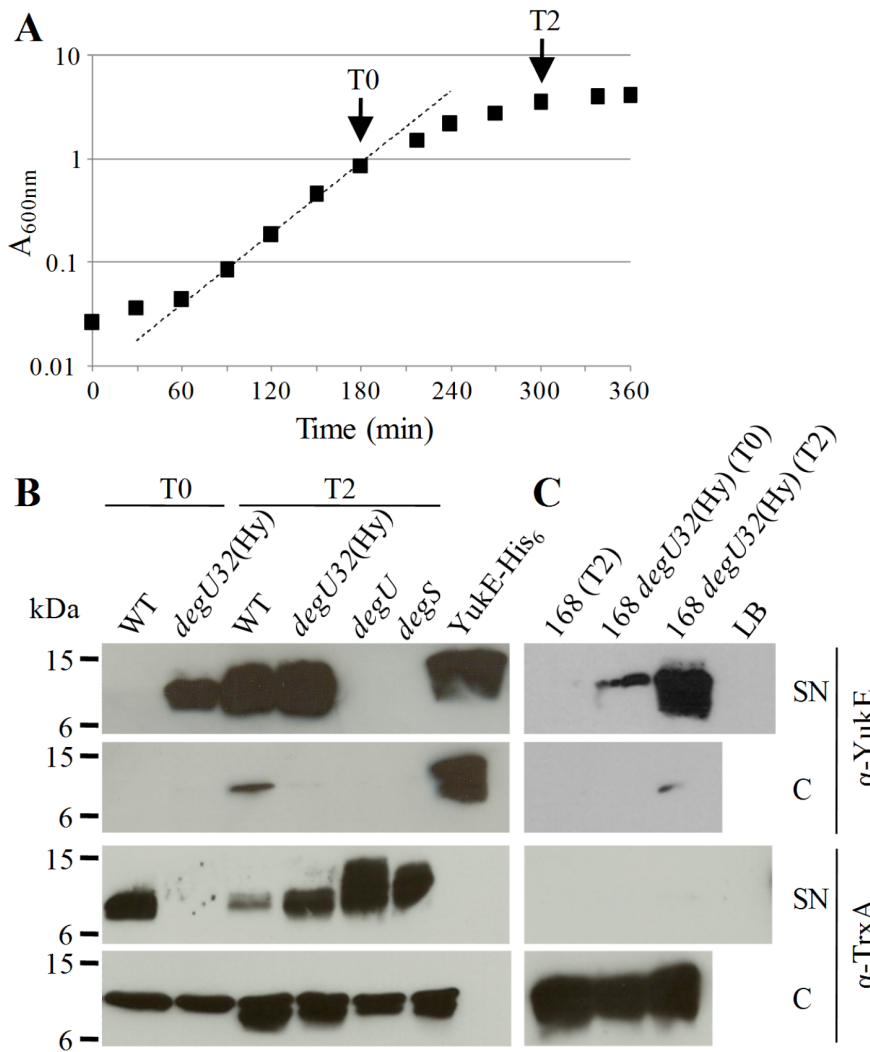 A
T2
T0
10
1
0.1
0.01
A600nm
0 60 120 180 240 300 360
Time (min)
B
T0 T2
C
kDa
WT
degU32(Hy)
WT
degU32(Hy)
degU
degS
YukE-His6
168 (T2)
168 degU32(Hy) (T0)
168 degU32(Hy) (T2)
LB
15
6
SN
15
6
C
α-YukE
15
6
SN
15
6
C
α-TrxA